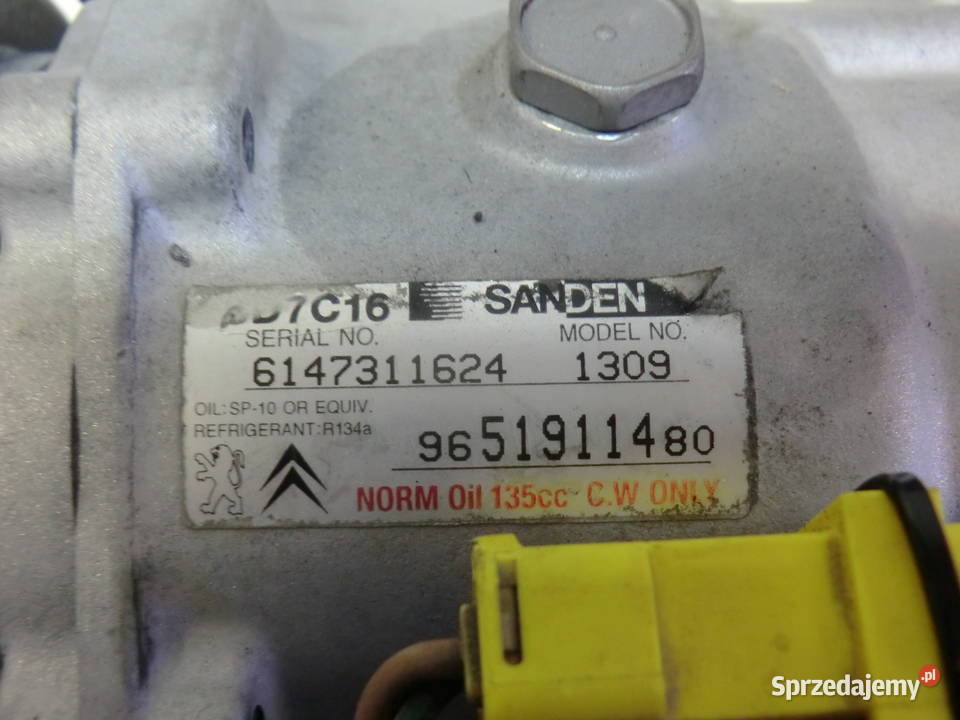 SD7C16 SANDEN
SERIAL NO. MODEL NO.
6147311624 1309
OIL: SP-10 OR EQUIV.
REFRIGERANT: R134a
9651911480
NORM Oil 135cc C.W ONLY
Sprzedajemy.pl